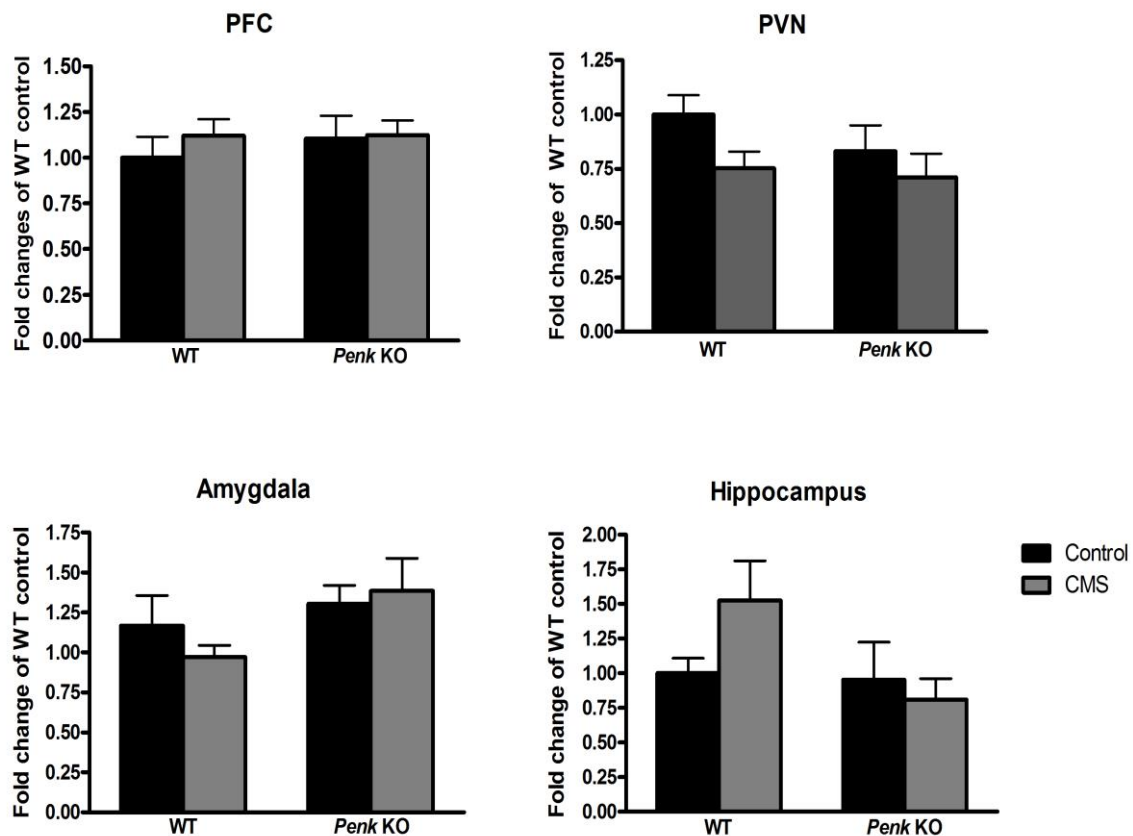 PFC
Fold changes of WT control
1.50
1.25
1.00
0.75
0.50
0.25
0.00
WT
Penk KO
PVN
Fold change of WT control
1.25
1.00
0.75
0.50
0.25
0.00
WT
Penk KO
Amygdala
Fold change of WT control
1.75
1.50
1.25
1.00
0.75
0.50
0.25
0.00
WT
Penk KO
Hippocampus
Fold change of WT control
2.00
1.75
1.50
1.25
1.00
0.75
0.50
0.25
0.00
WT
Penk KO
Control
CMS